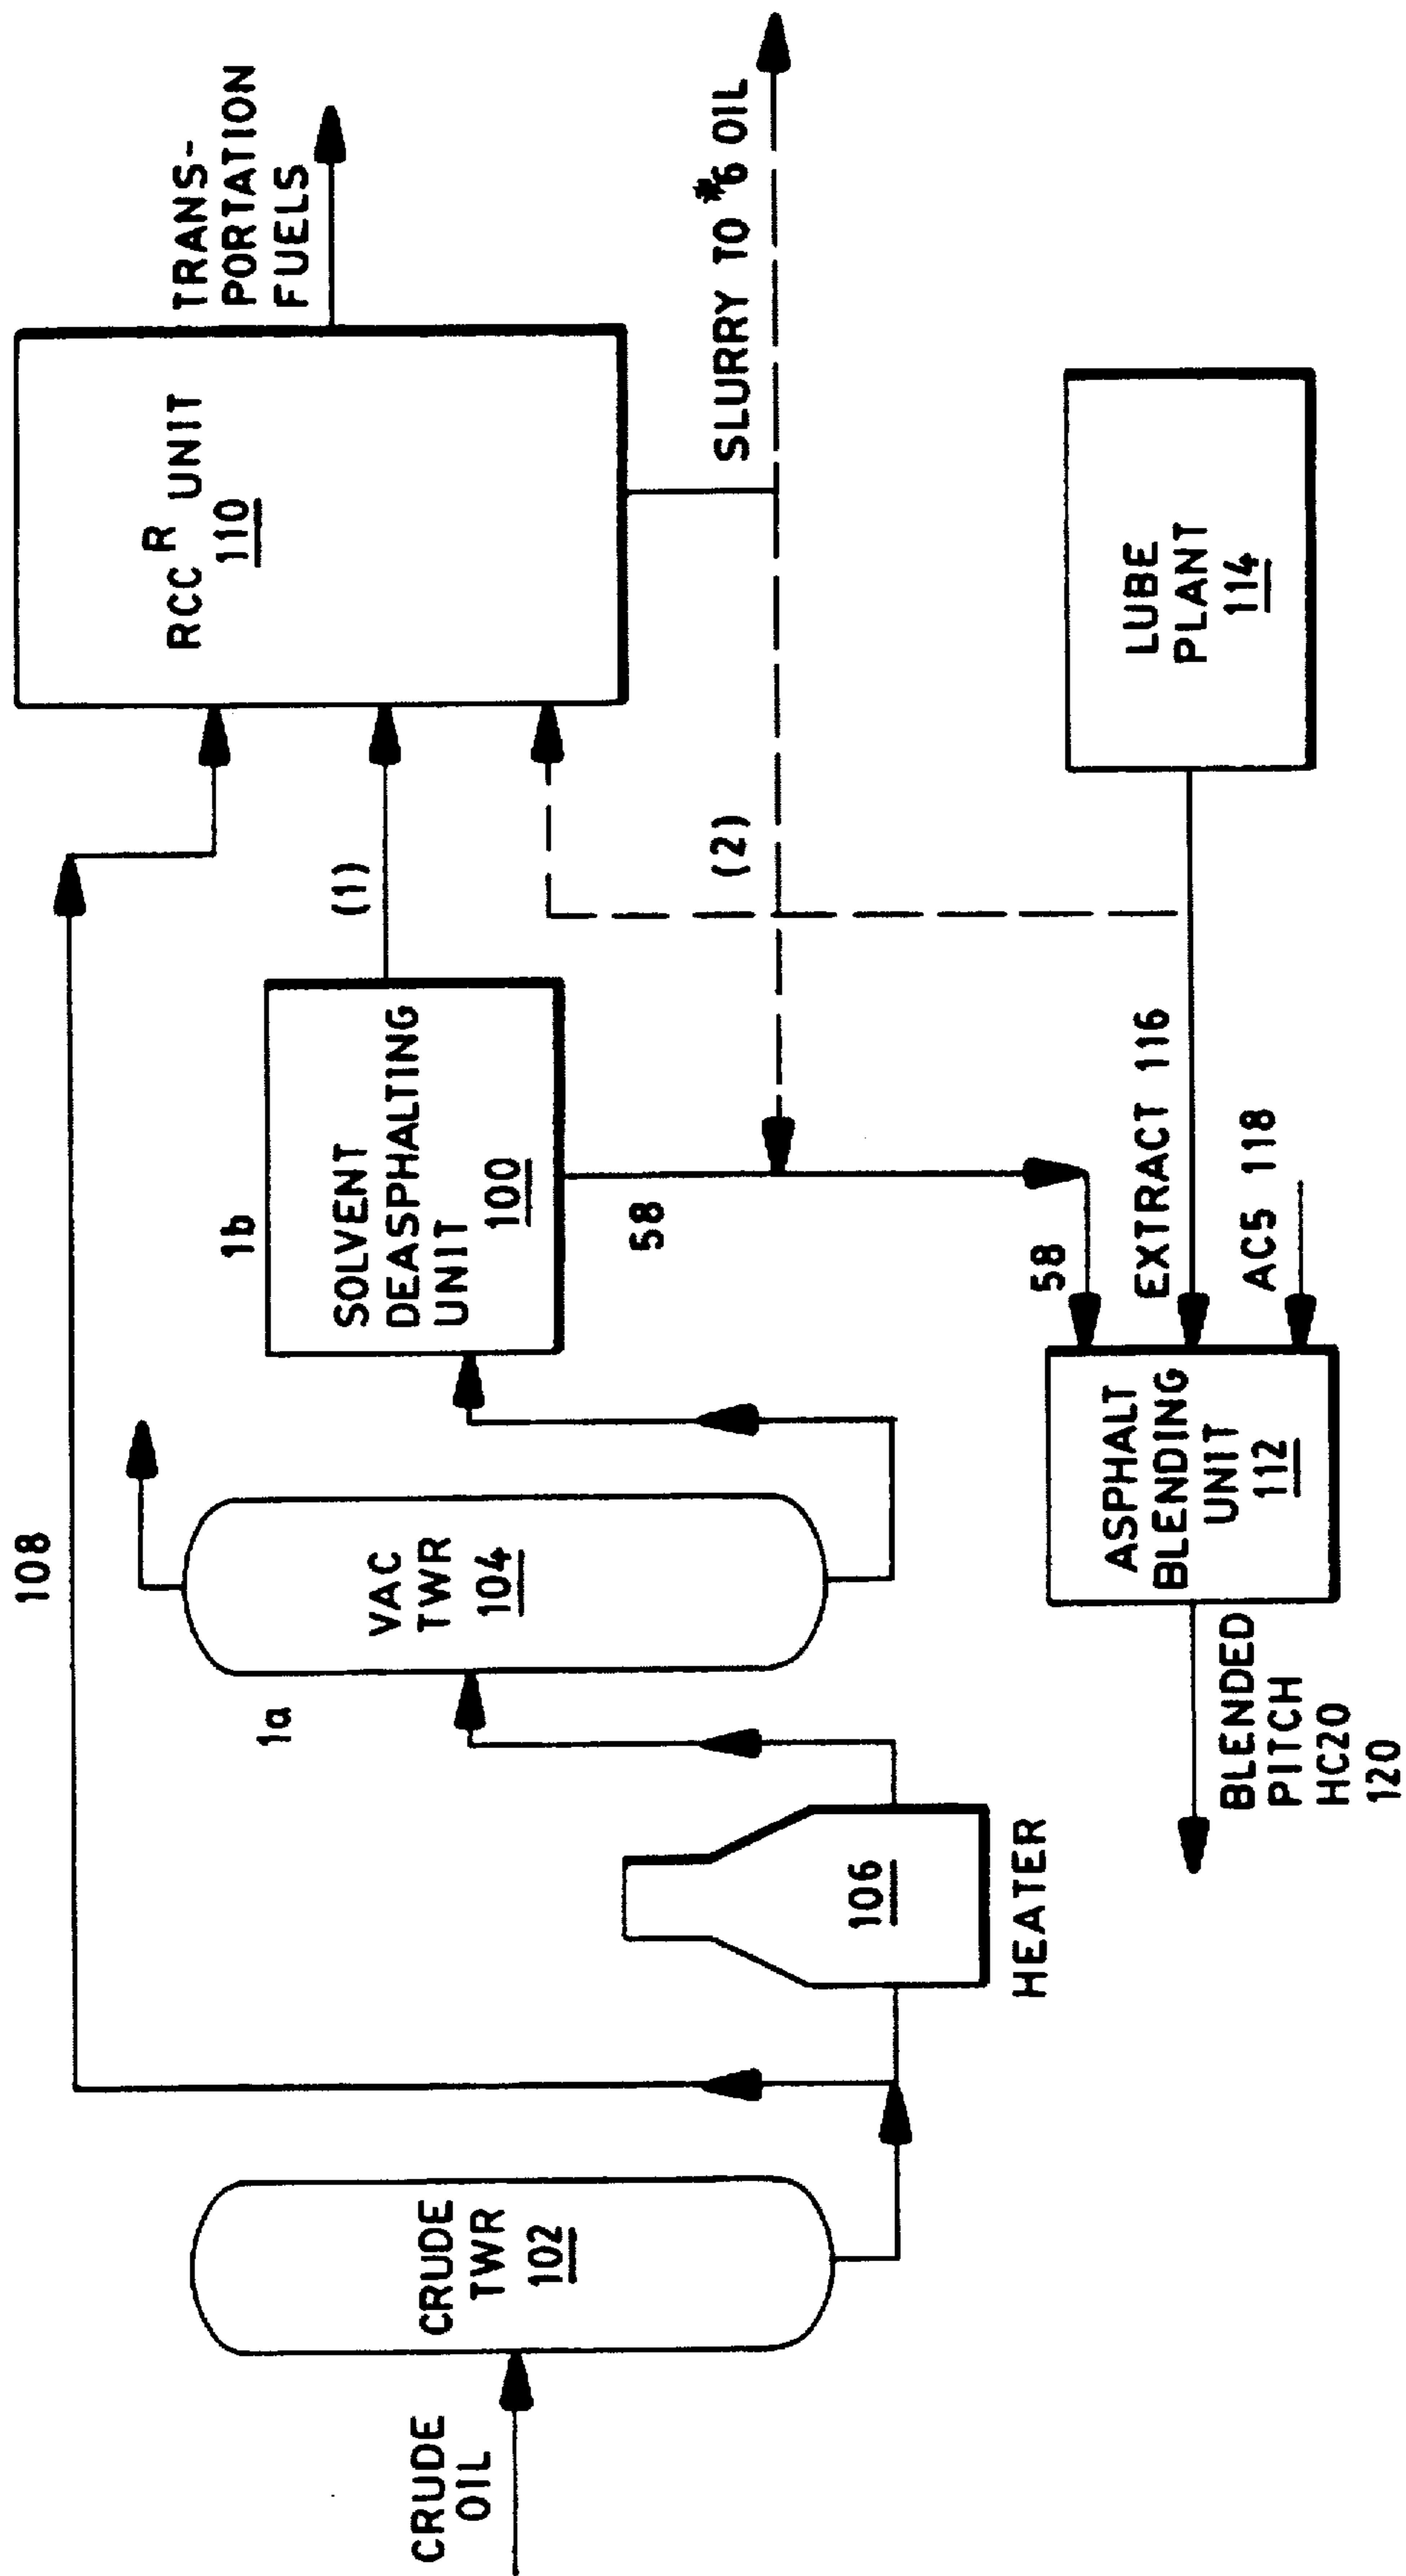 108
TRANS-
PORTATION
FUELS
RCC R UNIT
110
1a
1b
(1)
CRUDE
OIL
CRUDE
TWR
102
VAC
TWR
104
SOLVENT
DEASPHALTING
UNIT
100
58
(2)
SLURRY TO #6 OIL
106
HEATER
58
EXTRACT 116
AC5 118
LUBE
PLANT
114
ASPHALT
BLENDING
UNIT
112
BLENDED
PITCH
HC20
120